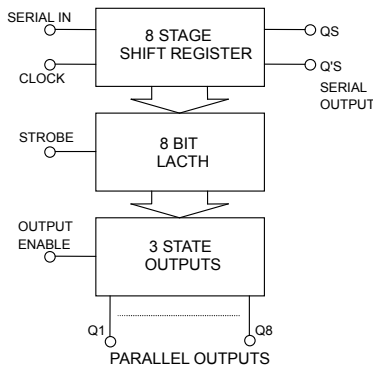 SERIAL IN
CLOCK
8 STAGE
SHIFT REGISTER
QS
Q'S
SERIAL
OUTPUT
STROBE
8 BIT
LACTH
OUTPUT
ENABLE
3 STATE
OUTPUTS
Q1
Q8
PARALLEL OUTPUTS